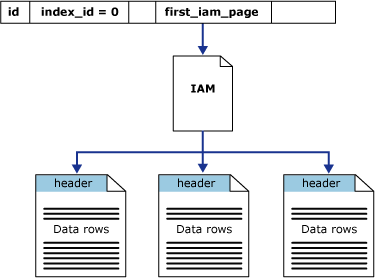 id index_id = 0 first_iam_page
IAM
header header header
Data rows Data rows Data rows